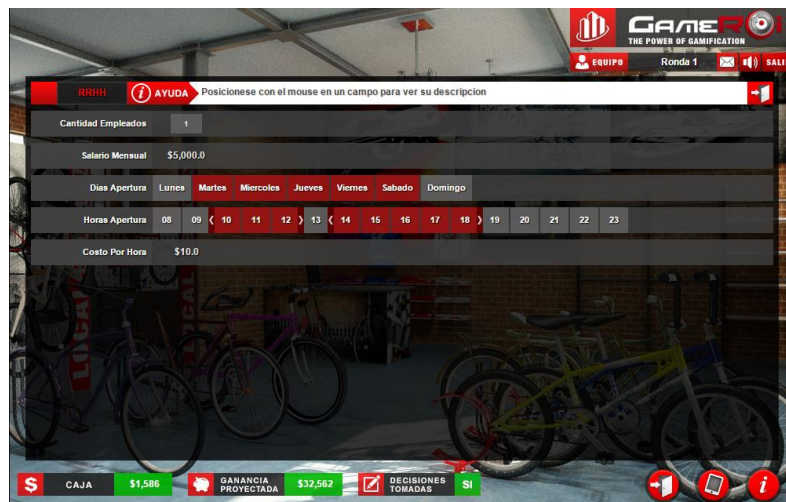 GAMEROI
THE POWER OF GAMIFICATION
EQUIPO Ronda 1 SALI
RRHH i AYUDA Posicionese con el mouse en un campo para ver su descripcion
Cantidad Empleados 1
Salario Mensual $5,000.0
Dias Apertura Lunes Martes Miercoles Jueves Viernes Sabado Domingo
Horas Apertura 08 09 10 11 12 13 14 15 16 17 18 19 20 21 22 23
Costo Por Hora $10.0
LOCAL
LOCAL
$ CAJA $1,586 GANANCIA PROYECTADA $32,562 DECISIONES TOMADAS SI i